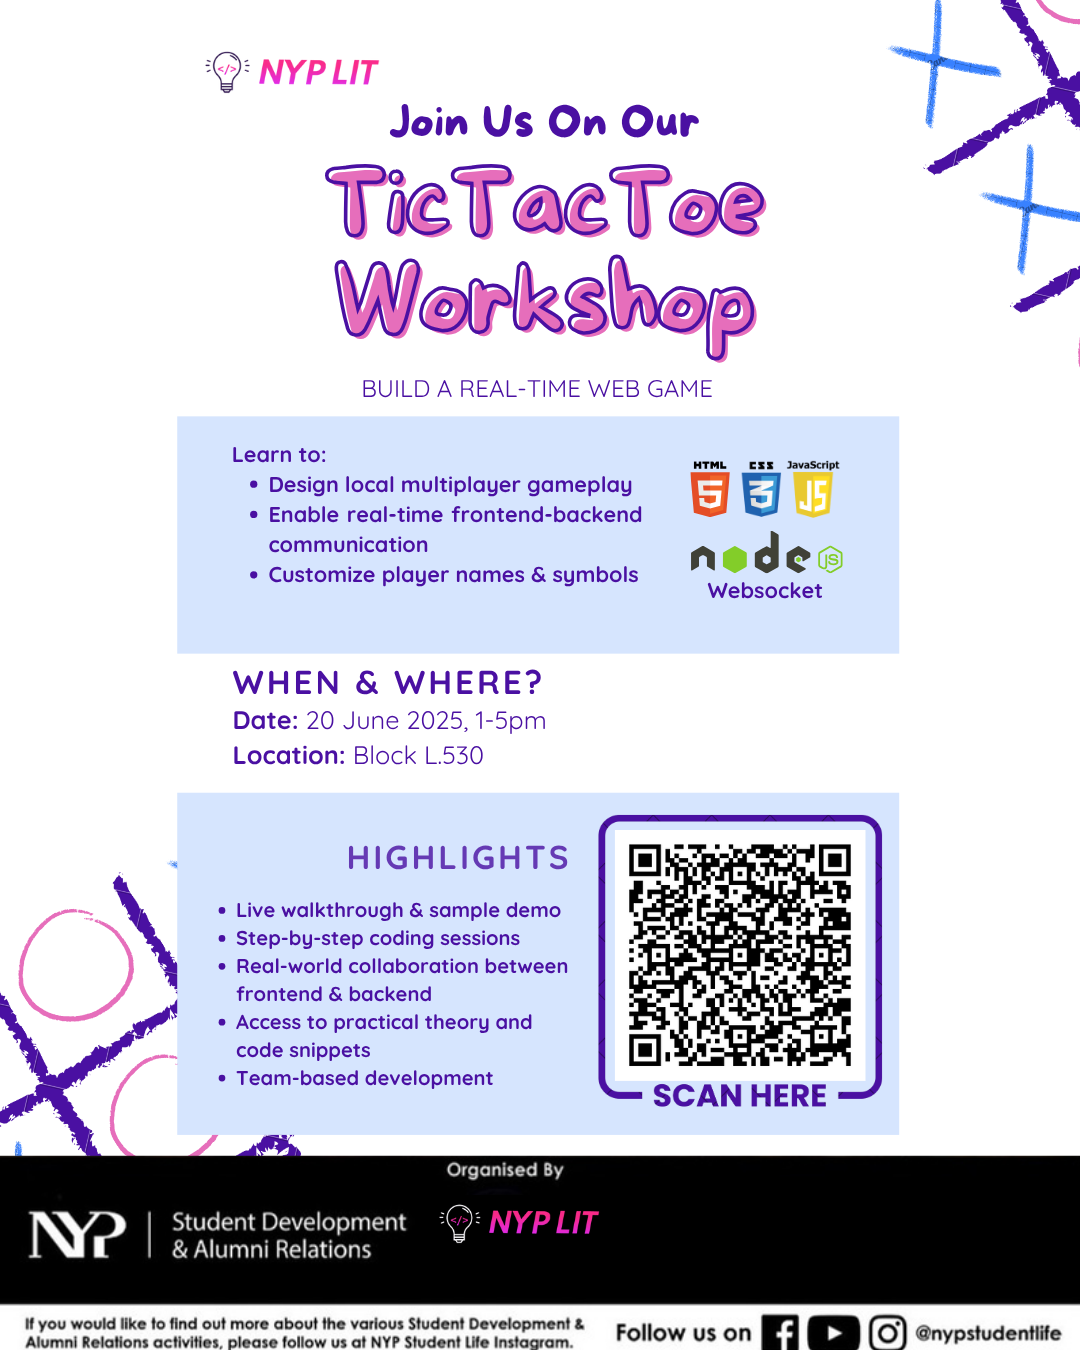 </> NYP LIT
Join Us On Our
TicTacToe
Workshop
BUILD A REAL-TIME WEB GAME
Learn to:
• Design local multiplayer gameplay
• Enable real-time frontend-backend
communication
• Customize player names & symbols
HTML CSS JavaScript
5 3 JS
node JS
Websocket
WHEN & WHERE?
Date: 20 June 2025, 1-5pm
Location: Block L.530
HIGHLIGHTS
• Live walkthrough & sample demo
• Step-by-step coding sessions
• Real-world collaboration between
frontend & backend
• Access to practical theory and
code snippets
• Team-based development
SCAN HERE
Organised By
NYP | Student Development
& Alumni Relations
</> NYP LIT
If you would like to find out more about the various Student Development &
Alumni Relations activities, please follow us at NYP Student Life Instagram.
Follow us on f @nypstudentlife